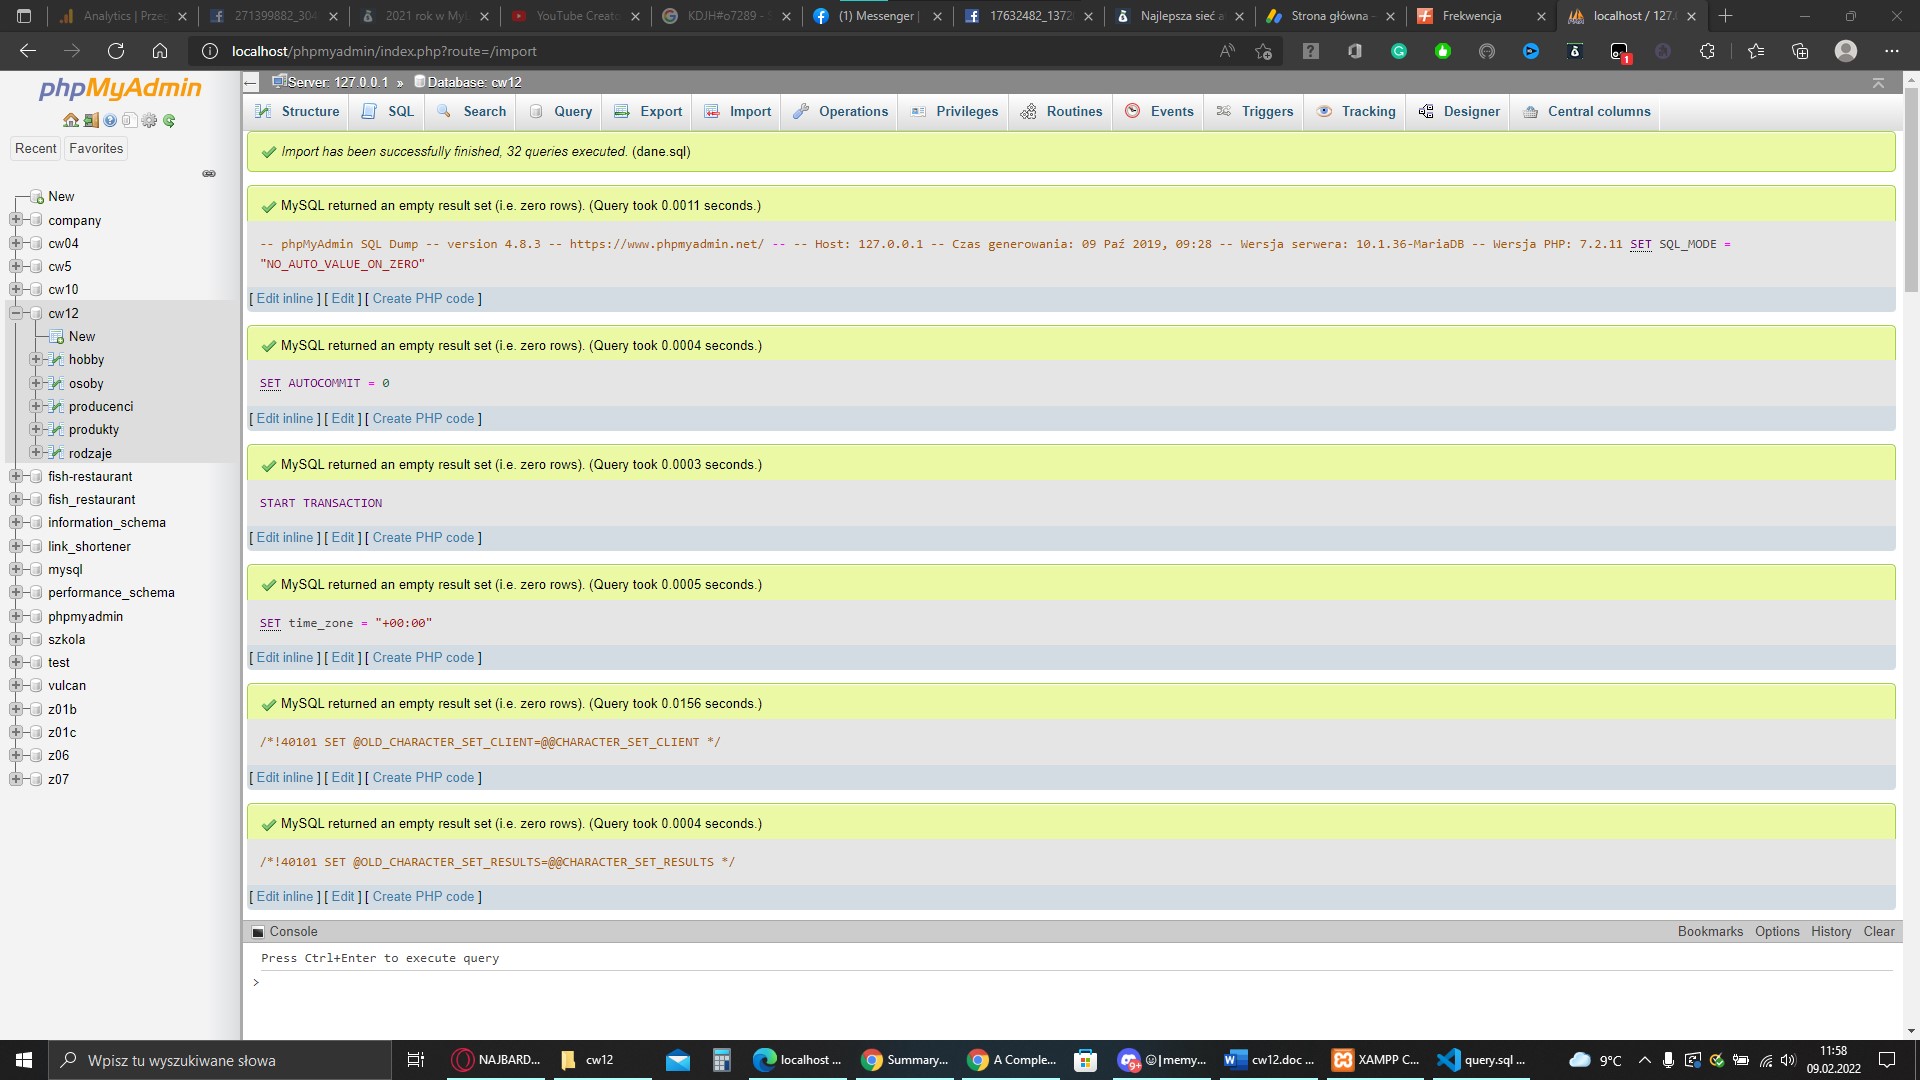 Analytics | Przeg
271399882_304
2021 rok w MyL
YouTube Creato
KDJH#o7289 - S
(1) Messenger |
17632482_1372
Najlepsza sieć a
Strona główna -
Frekwencja
localhost / 127.
localhost/phpmyadmin/index.php?route=/import
1
phpMyAdmin
Recent Favorites
New
company
cw04
cw5
cw10
cw12
New
hobby
osoby
producenci
produkty
rodzaje
fish-restaurant
fish_restaurant
information_schema
link_shortener
mysql
performance_schema
phpmyadmin
szkola
test
vulcan
z01b
z01c
z06
z07
Server: 127.0.0.1 » Database: cw12
Structure SQL Search Query Export Import Operations Privileges Routines Events Triggers Tracking Designer Central columns
Import has been successfully finished, 32 queries executed. (dane.sql)
MySQL returned an empty result set (i.e. zero rows). (Query took 0.0011 seconds.)
-- phpMyAdmin SQL Dump -- version 4.8.3 -- https://www.phpmyadmin.net/ -- -- Host: 127.0.0.1 -- Czas generowania: 09 Paź 2019, 09:28 -- Wersja serwera: 10.1.36-MariaDB -- Wersja PHP: 7.2.11 SET SQL_MODE =
"NO_AUTO_VALUE_ON_ZERO"
[ Edit inline ] [ Edit ] [ Create PHP code ]
MySQL returned an empty result set (i.e. zero rows). (Query took 0.0004 seconds.)
SET AUTOCOMMIT = 0
[ Edit inline ] [ Edit ] [ Create PHP code ]
MySQL returned an empty result set (i.e. zero rows). (Query took 0.0003 seconds.)
START TRANSACTION
[ Edit inline ] [ Edit ] [ Create PHP code ]
MySQL returned an empty result set (i.e. zero rows). (Query took 0.0005 seconds.)
SET time_zone = "+00:00"
[ Edit inline ] [ Edit ] [ Create PHP code ]
MySQL returned an empty result set (i.e. zero rows). (Query took 0.0156 seconds.)
/*!40101 SET @OLD_CHARACTER_SET_CLIENT=@@CHARACTER_SET_CLIENT */
[ Edit inline ] [ Edit ] [ Create PHP code ]
MySQL returned an empty result set (i.e. zero rows). (Query took 0.0004 seconds.)
/*!40101 SET @OLD_CHARACTER_SET_RESULTS=@@CHARACTER_SET_RESULTS */
[ Edit inline ] [ Edit ] [ Create PHP code ]
Console
Bookmarks Options History Clear
Press Ctrl+Enter to execute query
>
Wpisz tu wyszukiwane słowa
NAJBARD...
cw12
localhost ...
Summary...
A Comple...
9+
|memy,...
cw12.doc ...
XAMPP C...
query.sql ...
9°C
11:58
09.02.2022